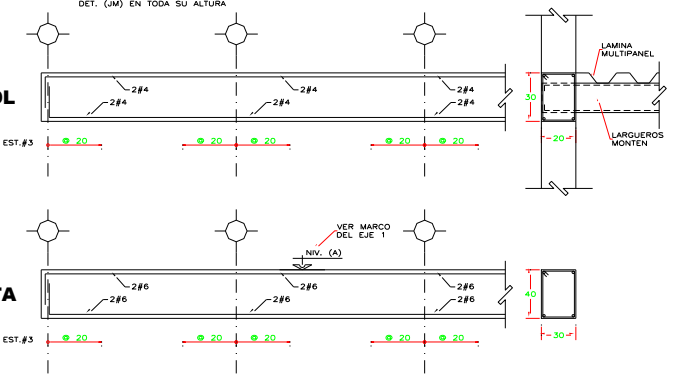 DET. (JM) EN TODA SU ALTURA
LAMINA
MULTIPANEL
2#4 2#4 2#4
OL
2#4 2#4 2#4
30
EST.#3 @ 20 @ 20 @ 20 @ 20 @ 20
20
LARGUEROS
MONTEN
VER MARCO
DEL EJE 1
NIV. (A)
2#6 2#6 2#6
TA
2#6 2#6 2#6
40
EST.#3 @ 20 @ 20 @ 20 @ 20 @ 20
30